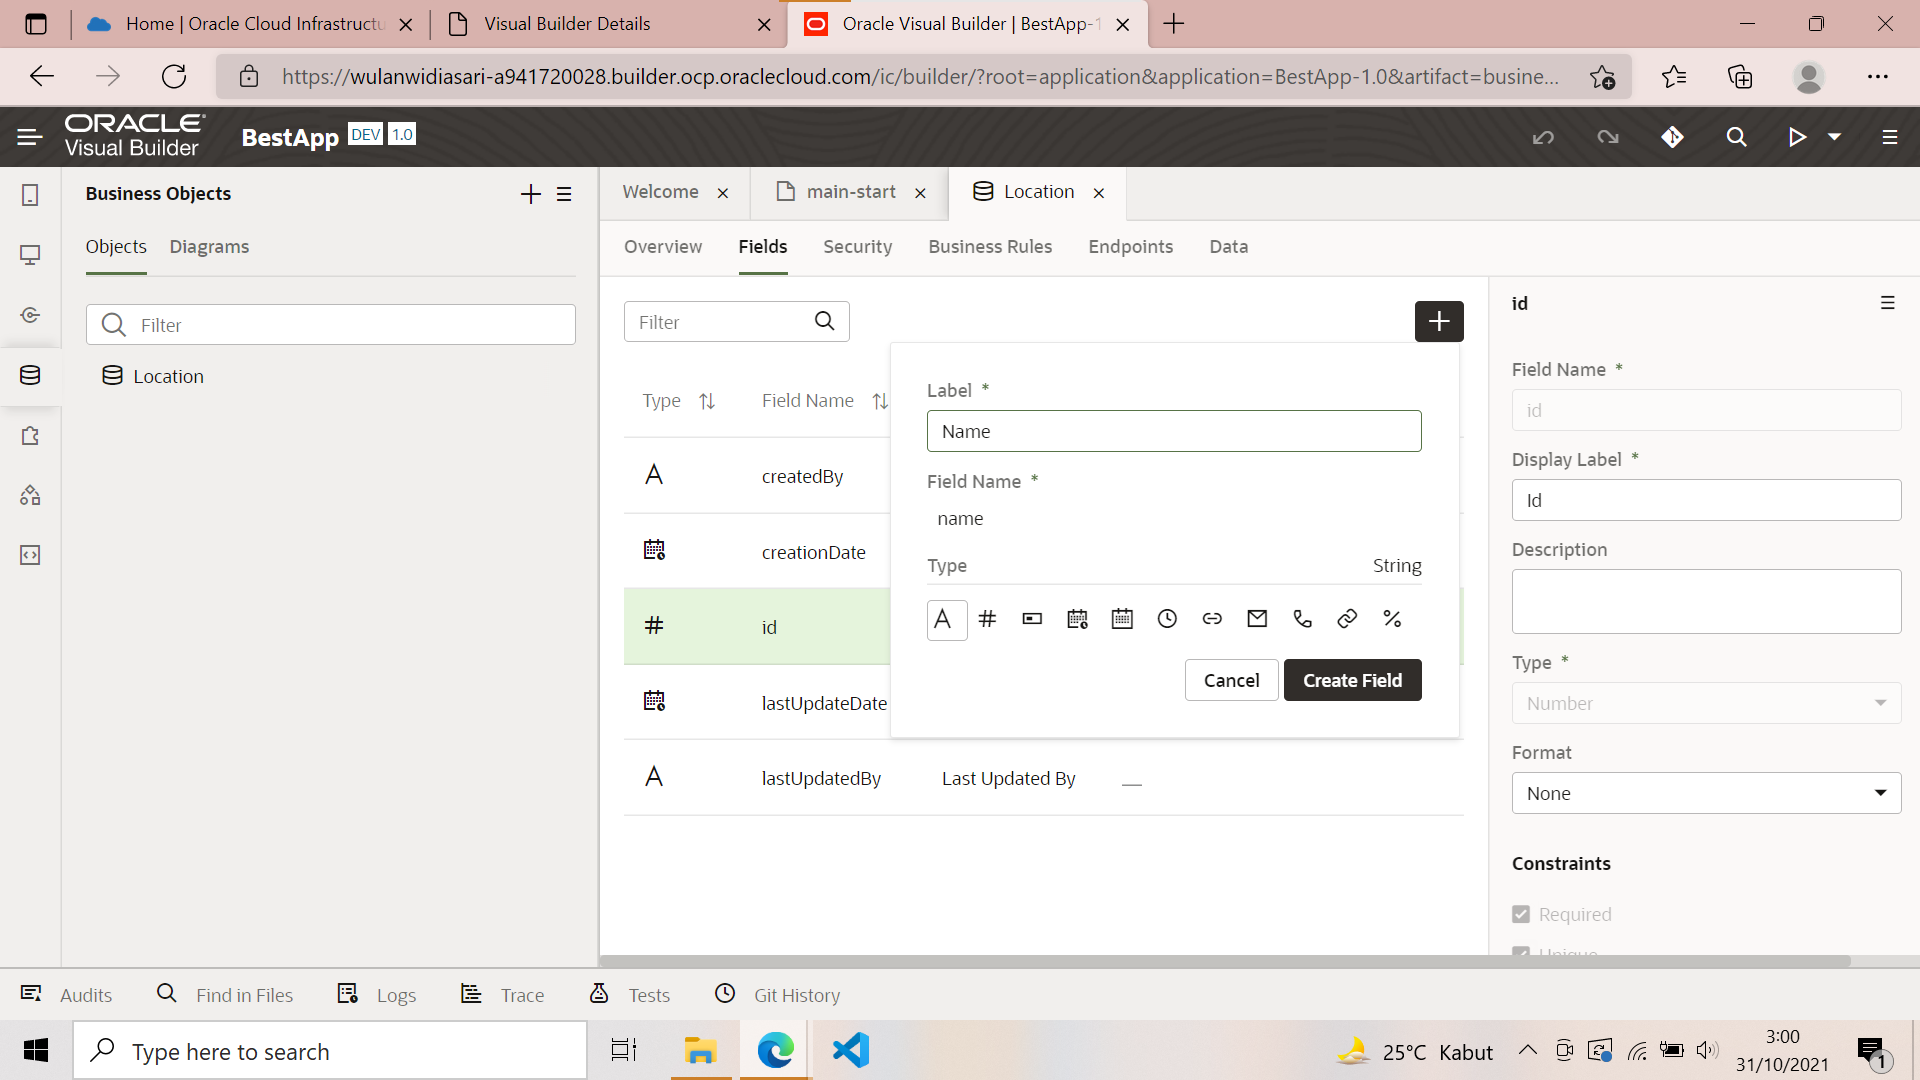 Home | Oracle Cloud Infrastructu
Visual Builder Details
Oracle Visual Builder | BestApp-1
https://wulanwidiasari-a941720028.builder.ocp.oraclecloud.com/ic/builder/?root=application&application=BestApp-1.0&artifact=busine...
ORACLE
Visual Builder
BestApp
DEV
1.0
Business Objects
Objects
Diagrams
Filter
Location
Welcome
main-start
Location
Overview
Fields
Security
Business Rules
Endpoints
Data
Filter
Type
Field Name
createdBy
creationDate
id
lastUpdateDate
lastUpdatedBy
Last Updated By
Label *
Name
Field Name *
name
Type
String
Cancel
Create Field
id
Field Name *
id
Display Label *
Id
Description
Type *
Number
Format
None
Constraints
Required
Unique
Audits
Find in Files
Logs
Trace
Tests
Git History
Type here to search
25°C Kabut
3:00
31/10/2021
1